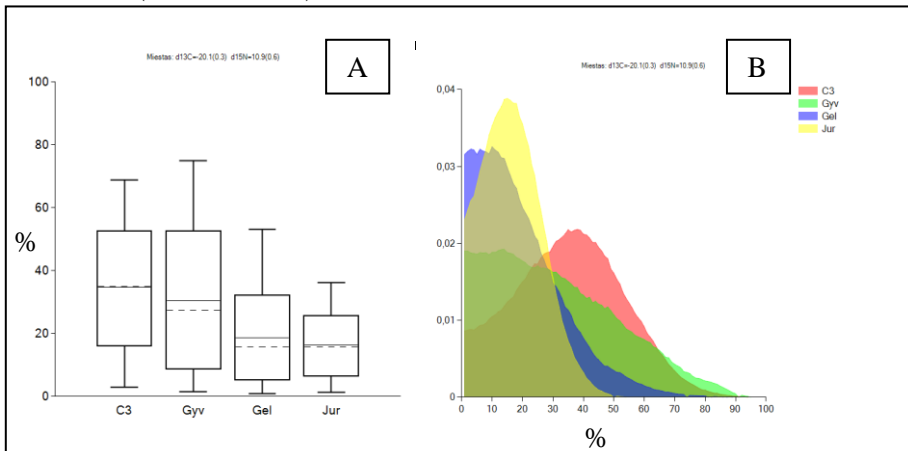 Miestas: d13C=-20.1(0.3) d15N=10.9(0.6)
A
100
80
60
40
20
0
%
C3 Gyv Gel Jur
Miestas: d13C=-20.1(0.3) d15N=10.9(0.6)
B
C3
Gyv
Gel
Jur
0,04
0,03
0,02
0,01
0
0 10 20 30 40 50 60 70 80 90 100
%